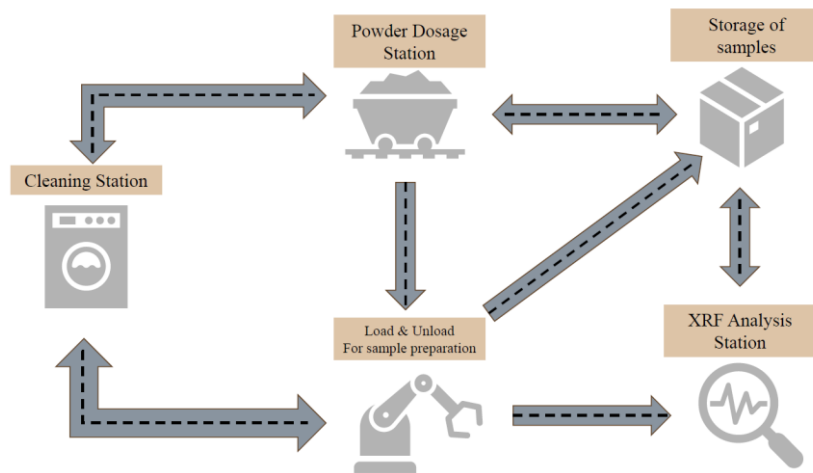 Powder Dosage
Station
Storage of
samples
Cleaning Station
Load & Unload
For sample preparation
XRF Analysis
Station